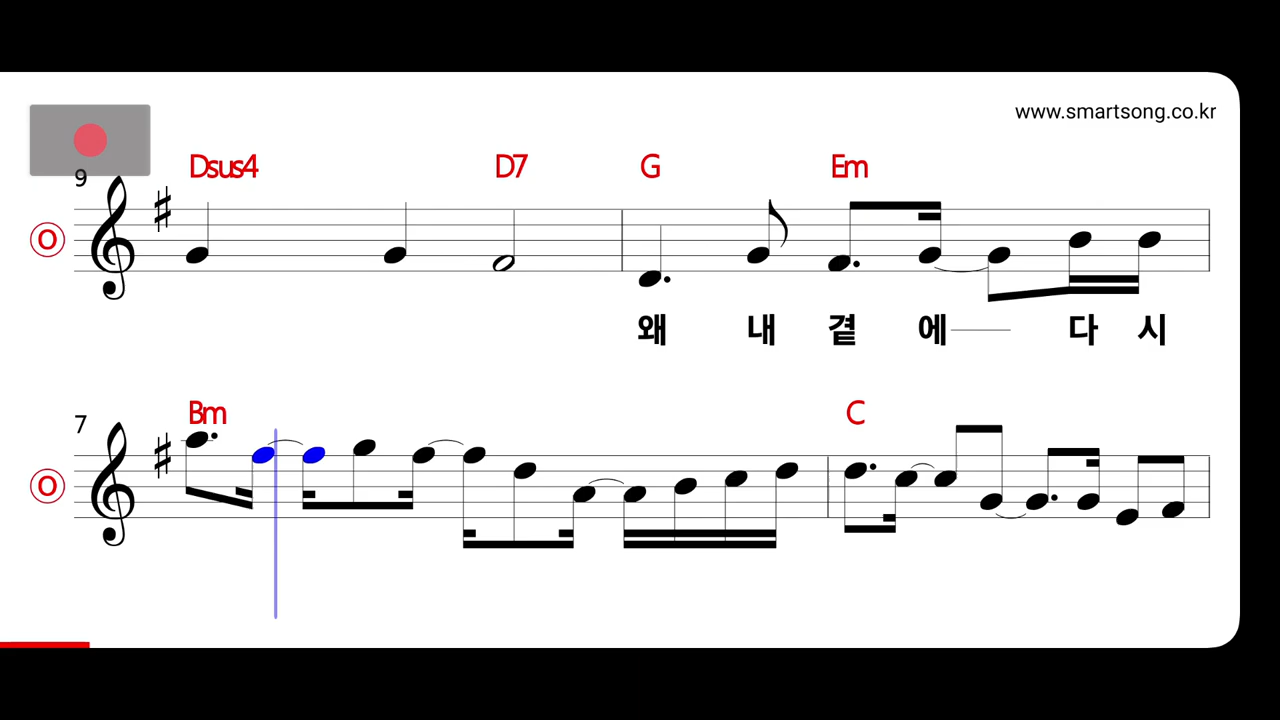 www.smartsong.co.kr
Dsus4 D7 G Em
9
O
왜 내 곁 에 다 시
Bm C
7
O